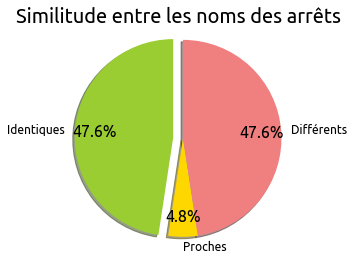 Similitude entre les noms des arrêts
Identiques 47.6% 47.6% Différents
4.8%
Proches